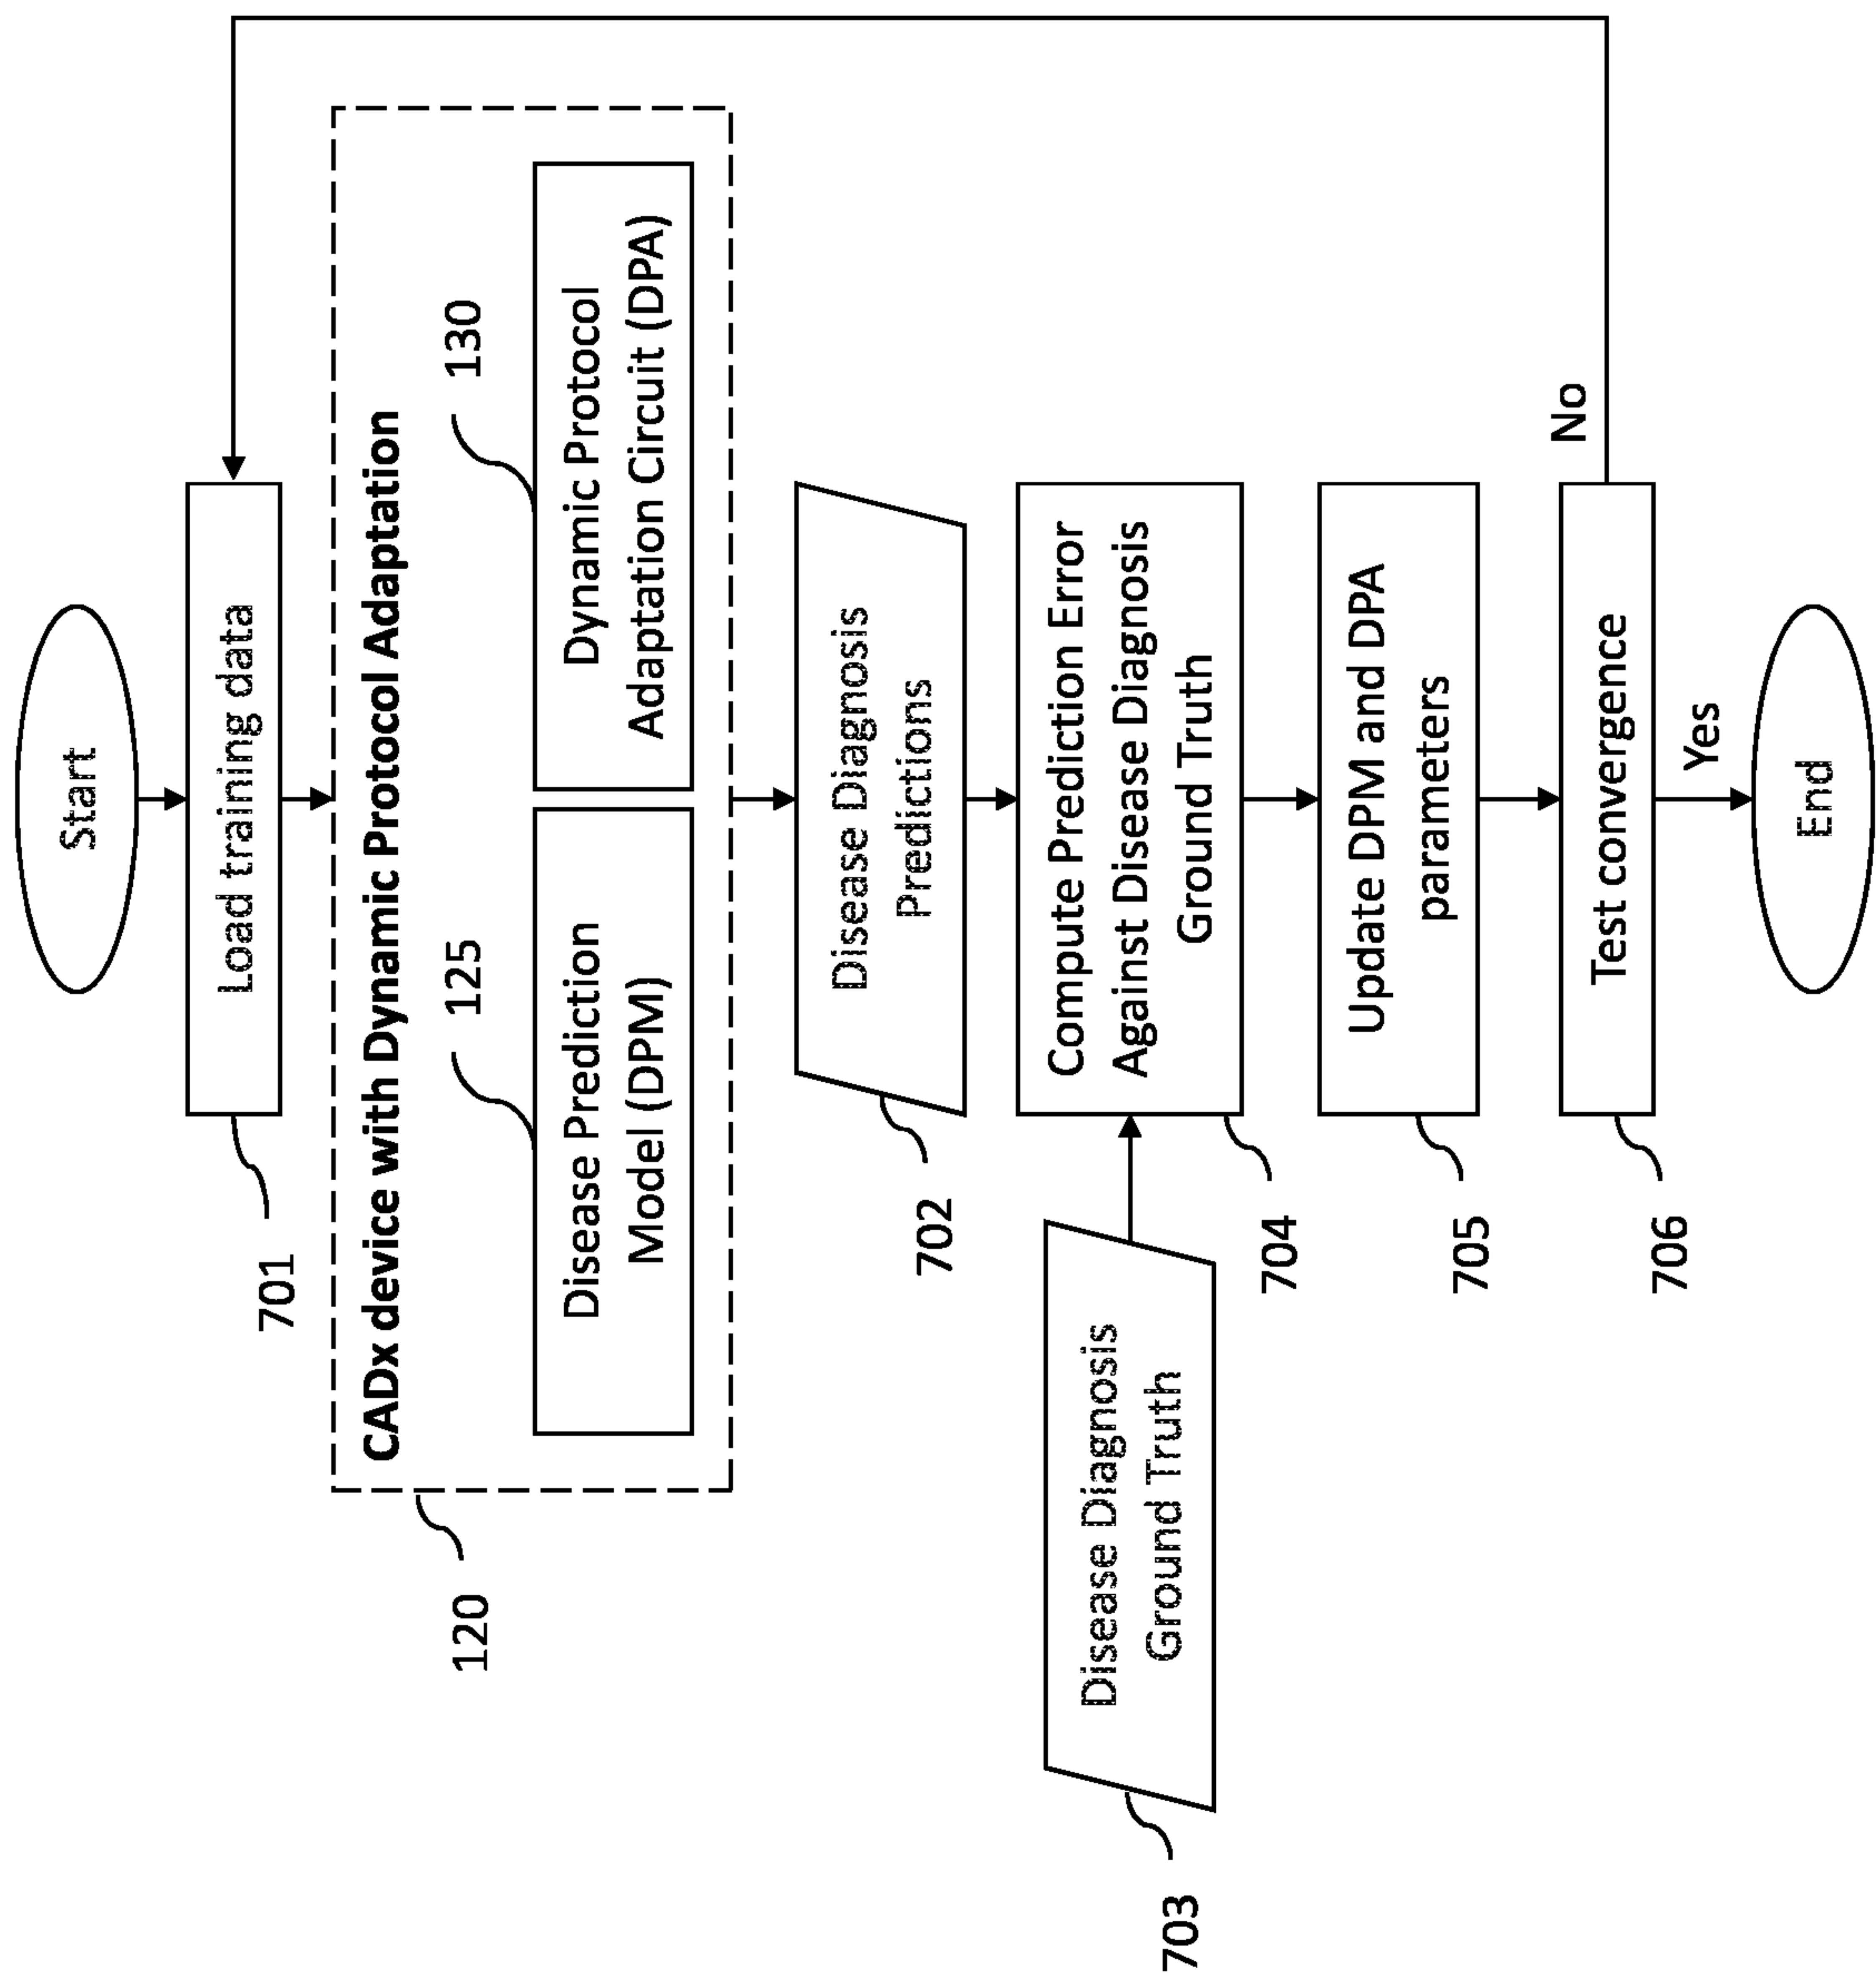 Start
Load training data
701
CADx device with Dynamic Protocol Adaptation
120
125
130
Disease Prediction
Model (DPM)
Dynamic Protocol
Adaptation Circuit (DPA)
Disease Diagnosis
Predictions
702
Disease Diagnosis
Ground Truth
703
Compute Prediction Error
Against Disease Diagnosis
Ground Truth
704
Update DPM and DPA
parameters
705
Test convergence
706
No
Yes
End